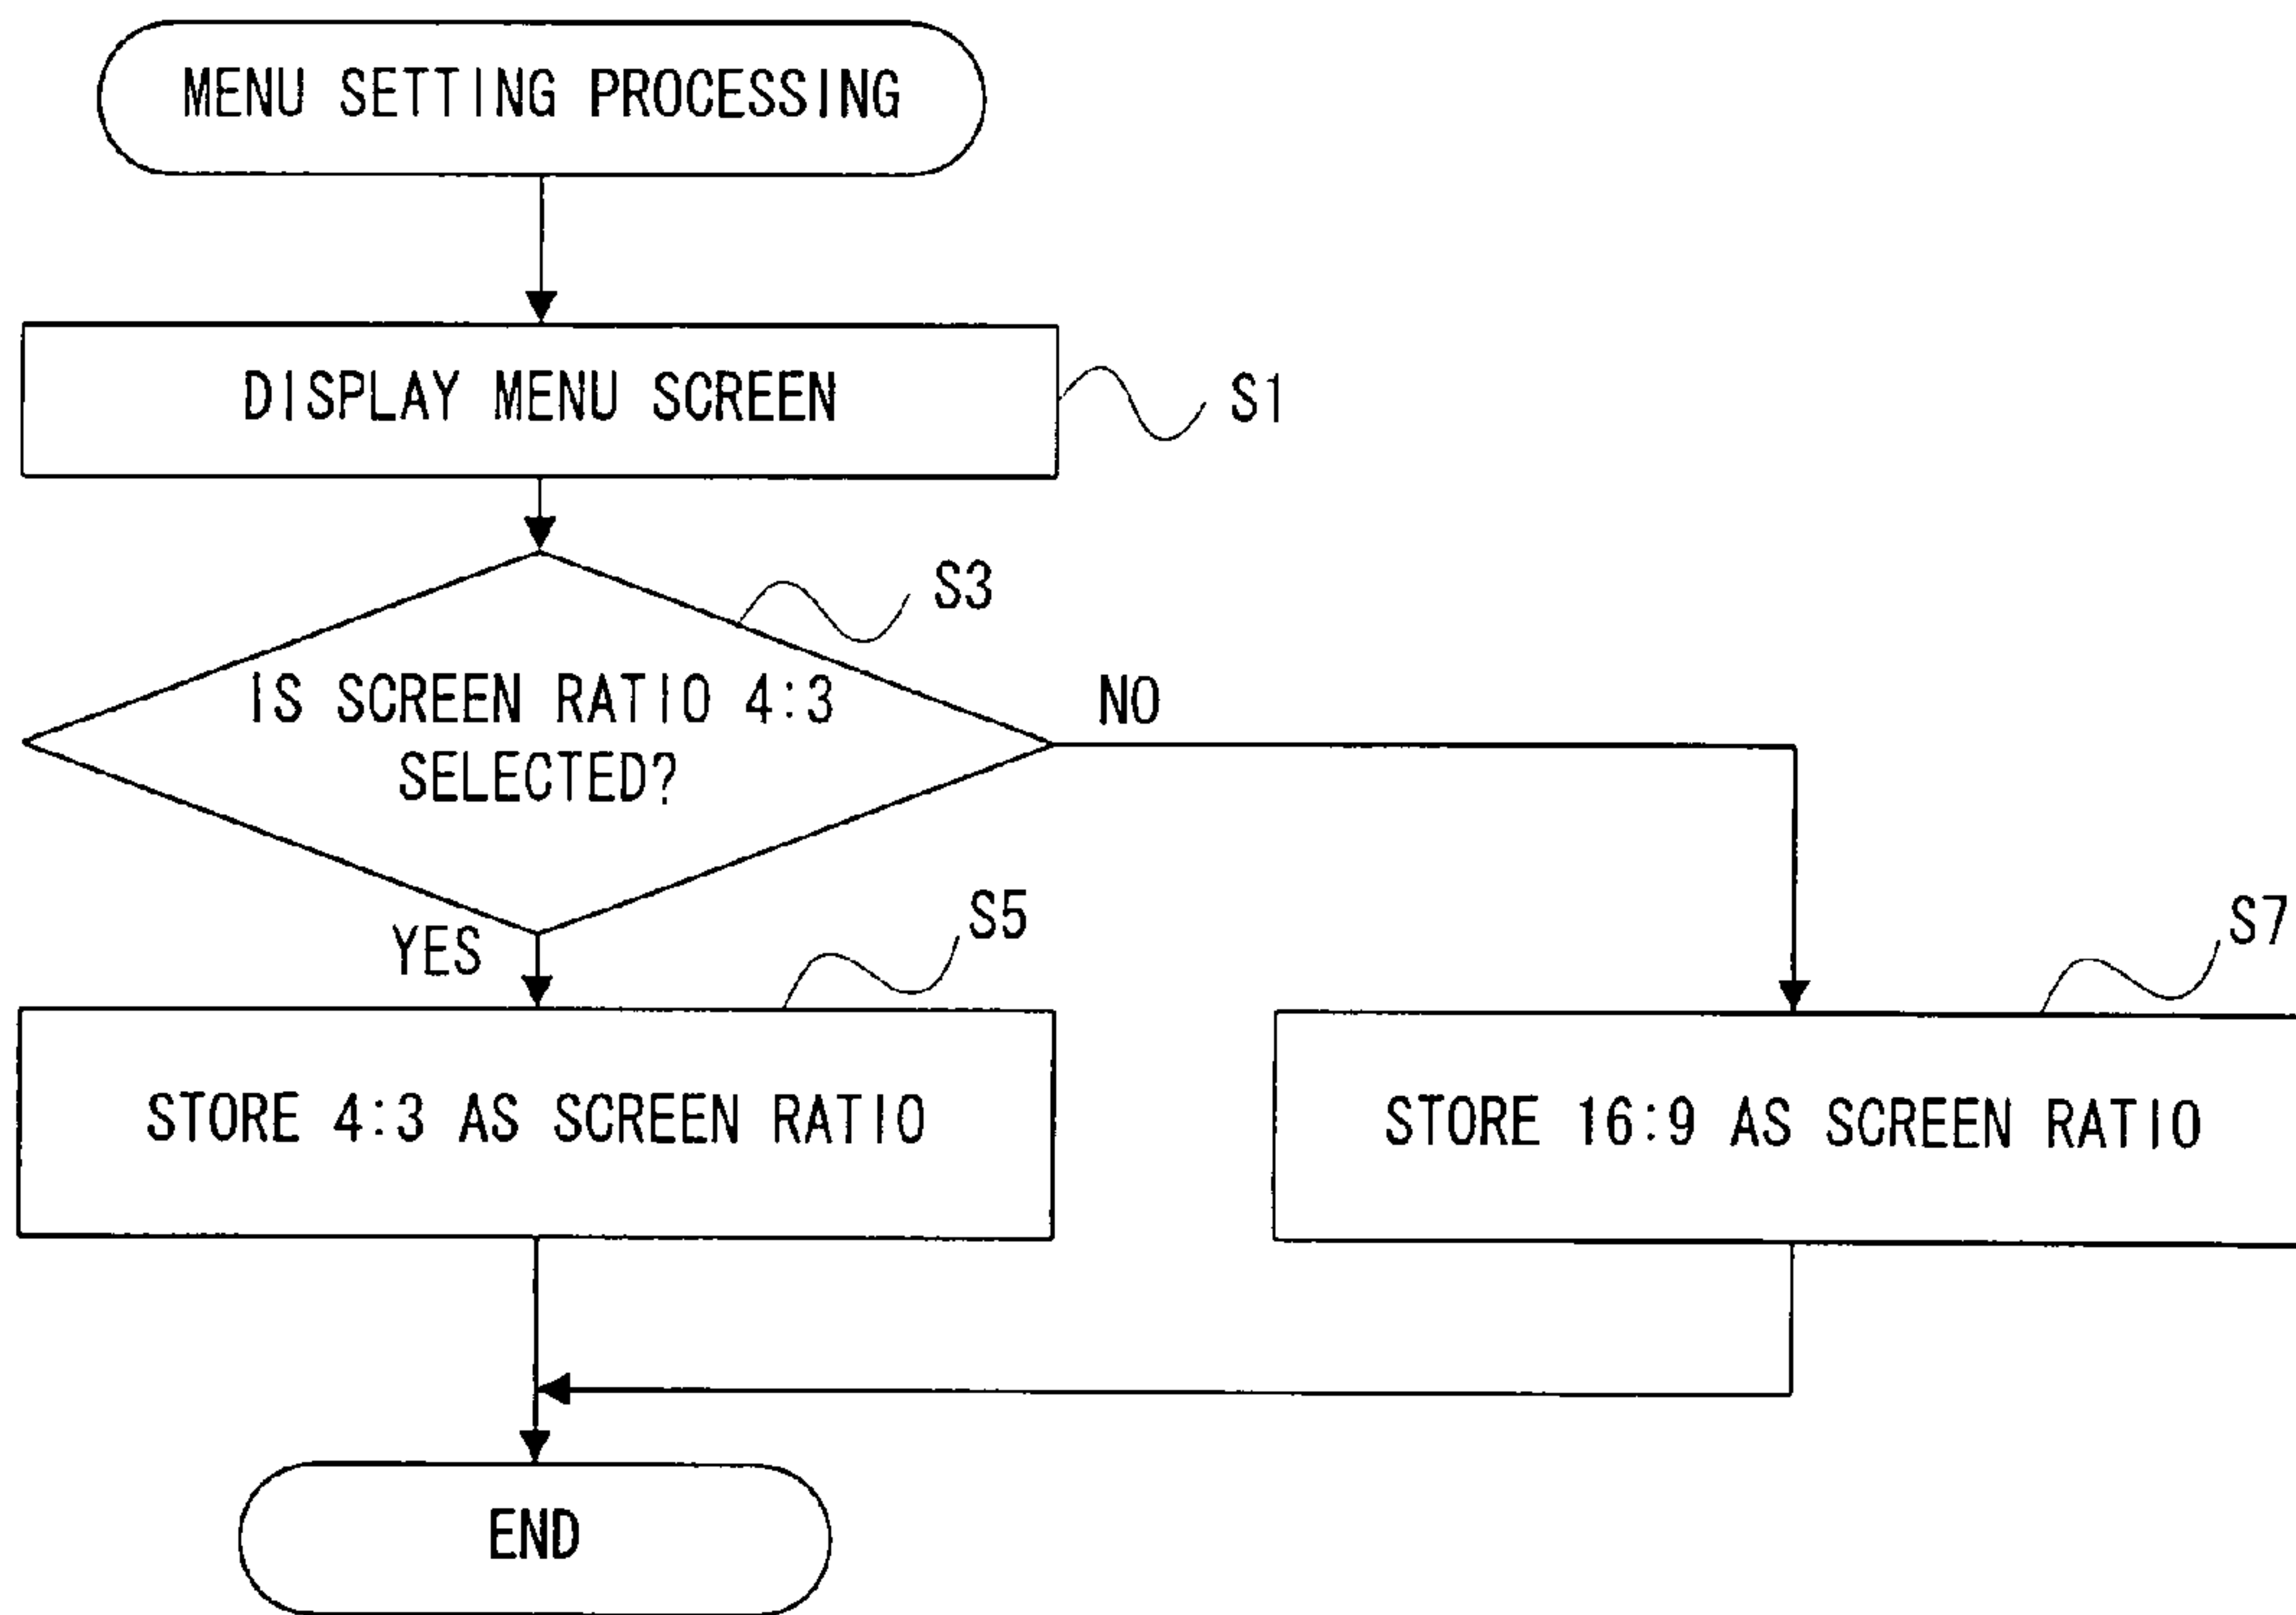 MENU SETTING PROCESSING
DISPLAY MENU SCREEN
S1
S3
IS SCREEN RATIO 4:3
SELECTED?
NO
YES
S5
S7
STORE 4:3 AS SCREEN RATIO
STORE 16:9 AS SCREEN RATIO
END